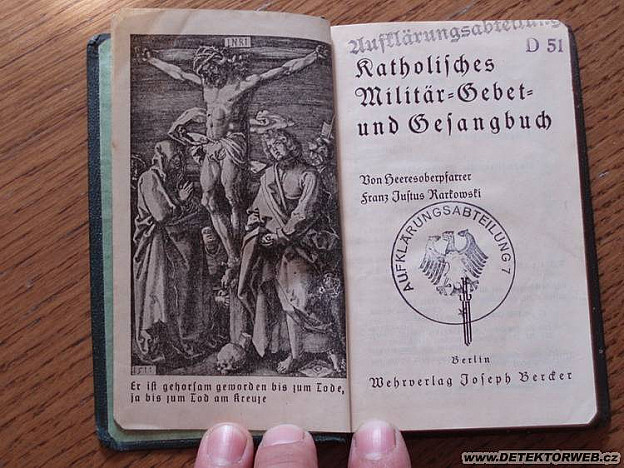 INRI
1511
Er ist gehorsam geworden bis zum Tode,
ja bis zum Tod am Kreuze
Aufklärungsabteilung
D 51
Katholisches
Militär-Gebet-
und Gesangbuch
Von Heeresoberpfarrer
Franz Justus Rarkowski
AUFKLÄRUNGSABTEILUNG 7
Berlin
Wehrverlag Joseph Bercker
www.DETEKTORWEB.cz